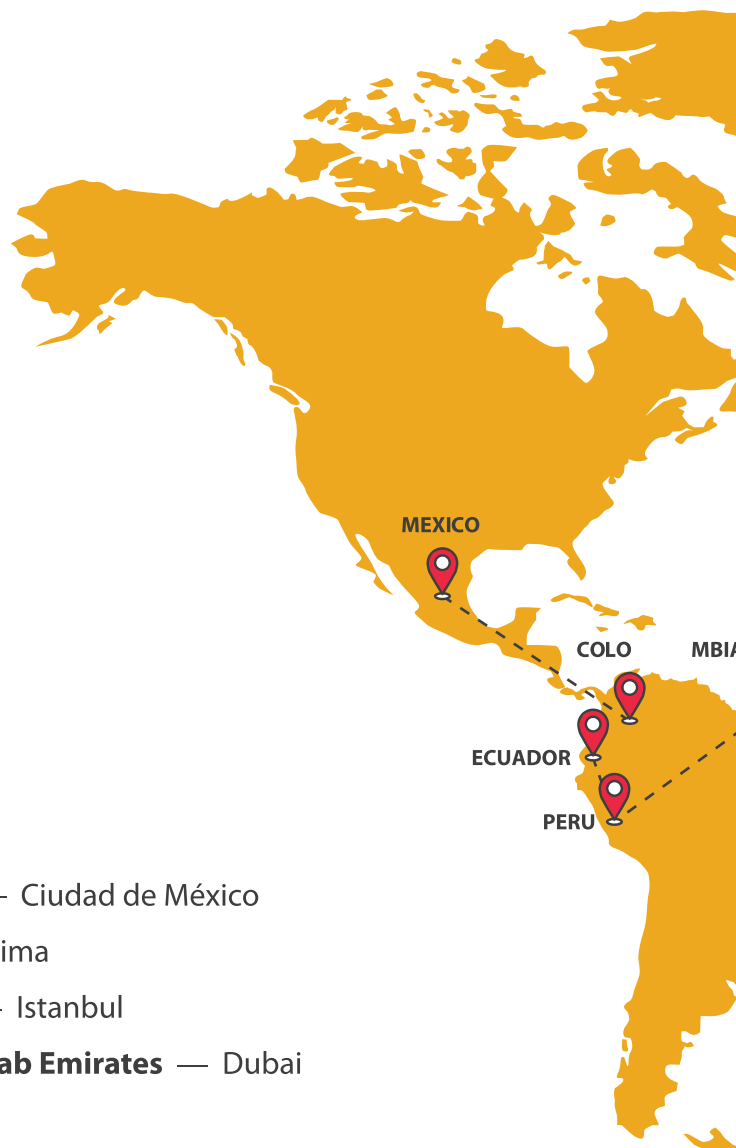 MEXICO
COLO MBIA
ECUADOR
PERU
— Ciudad de México
ima
— Istanbul
ab Emirates — Dubai